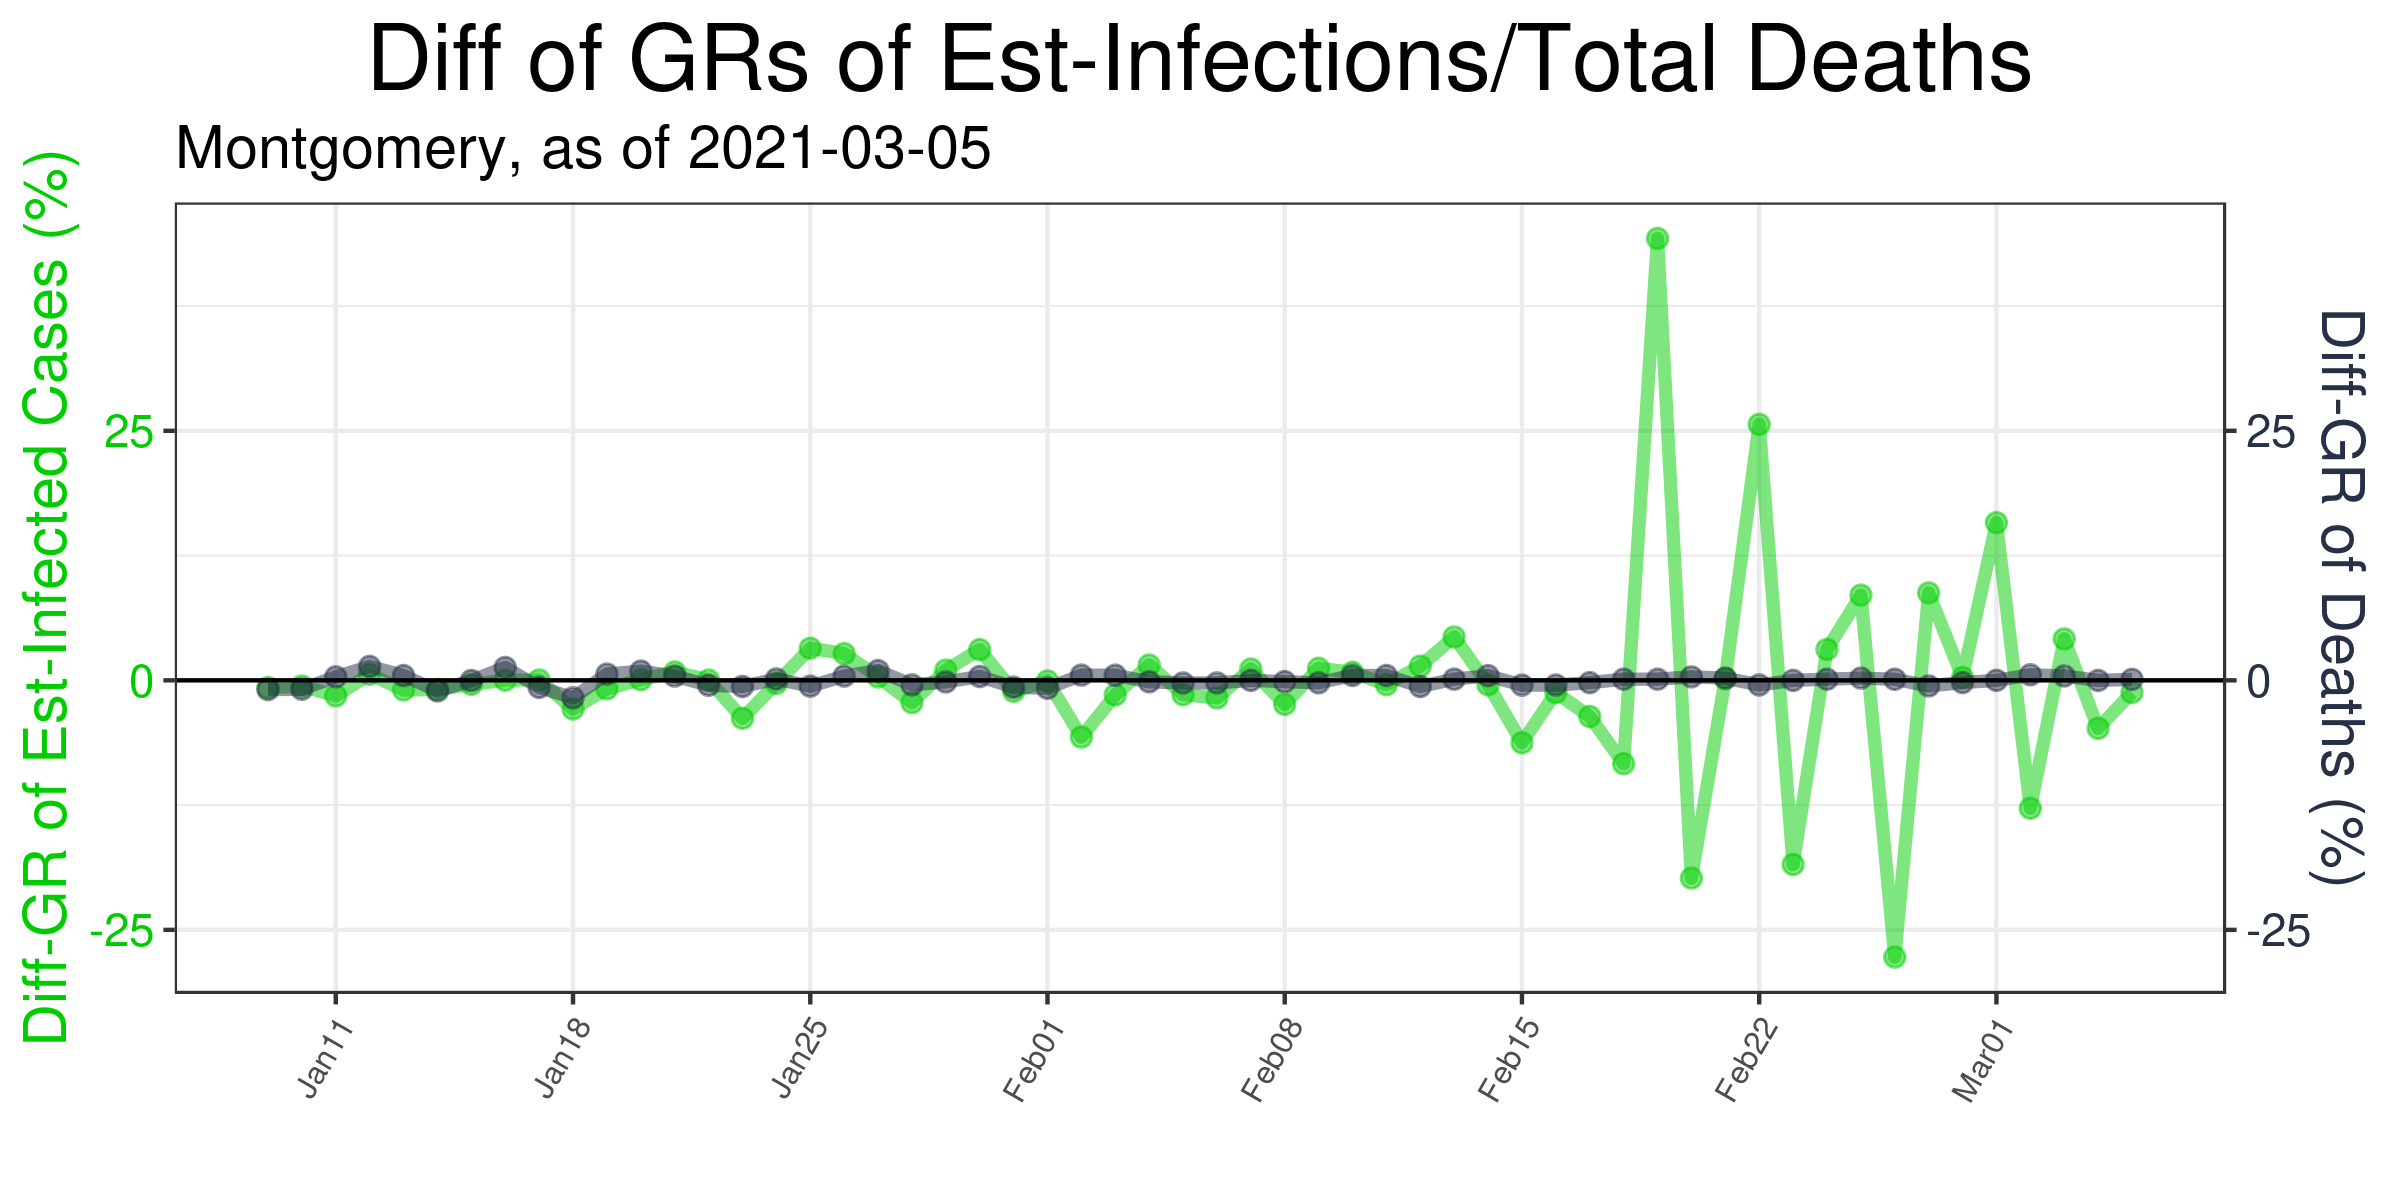 Diff of GRs of Est-Infections/Total Deaths
Montgomery, as of 2021-03-05
Diff-GR of Est-Infected Cases (%)
25
0
-25
Diff-GR of Deaths (%)
25
0
-25
Jan11
Jan18
Jan25
Feb01
Feb08
Feb15
Feb22
Mar01